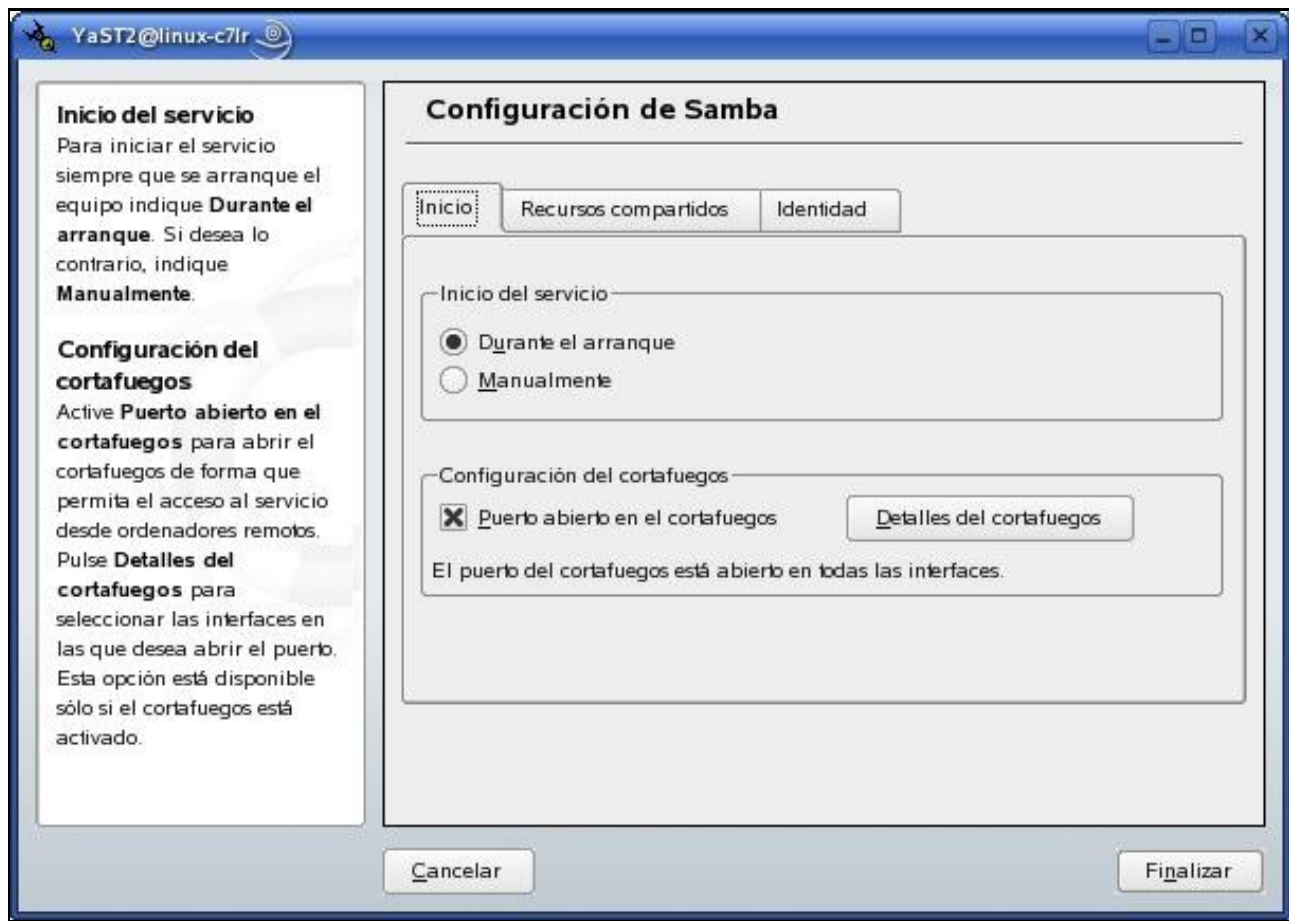 YaST2@linux-c7lr
Inicio del servicio
Para iniciar el servicio
siempre que se arranque el
equipo indique Durante el
arranque. Si desea lo
contrario, indique
Manualmente.
Configuración del
cortafuegos
Active Puerto abierto en el
cortafuegos para abrir el
cortafuegos de forma que
permita el acceso al servicio
desde ordenadores remotos.
Pulse Detalles del
cortafuegos para
seleccionar las interfaces en
las que desea abrir el puerto.
Esta opción está disponible
sólo si el cortafuegos está
activado.
Configuración de Samba
Inicio
Recursos compartidos
Identidad
Inicio del servicio
Durante el arranque
Manualmente
Configuración del cortafuegos
Puerto abierto en el cortafuegos
Detalles del cortafuegos
El puerto del cortafuegos está abierto en todas las interfaces.
Cancelar
Finalizar